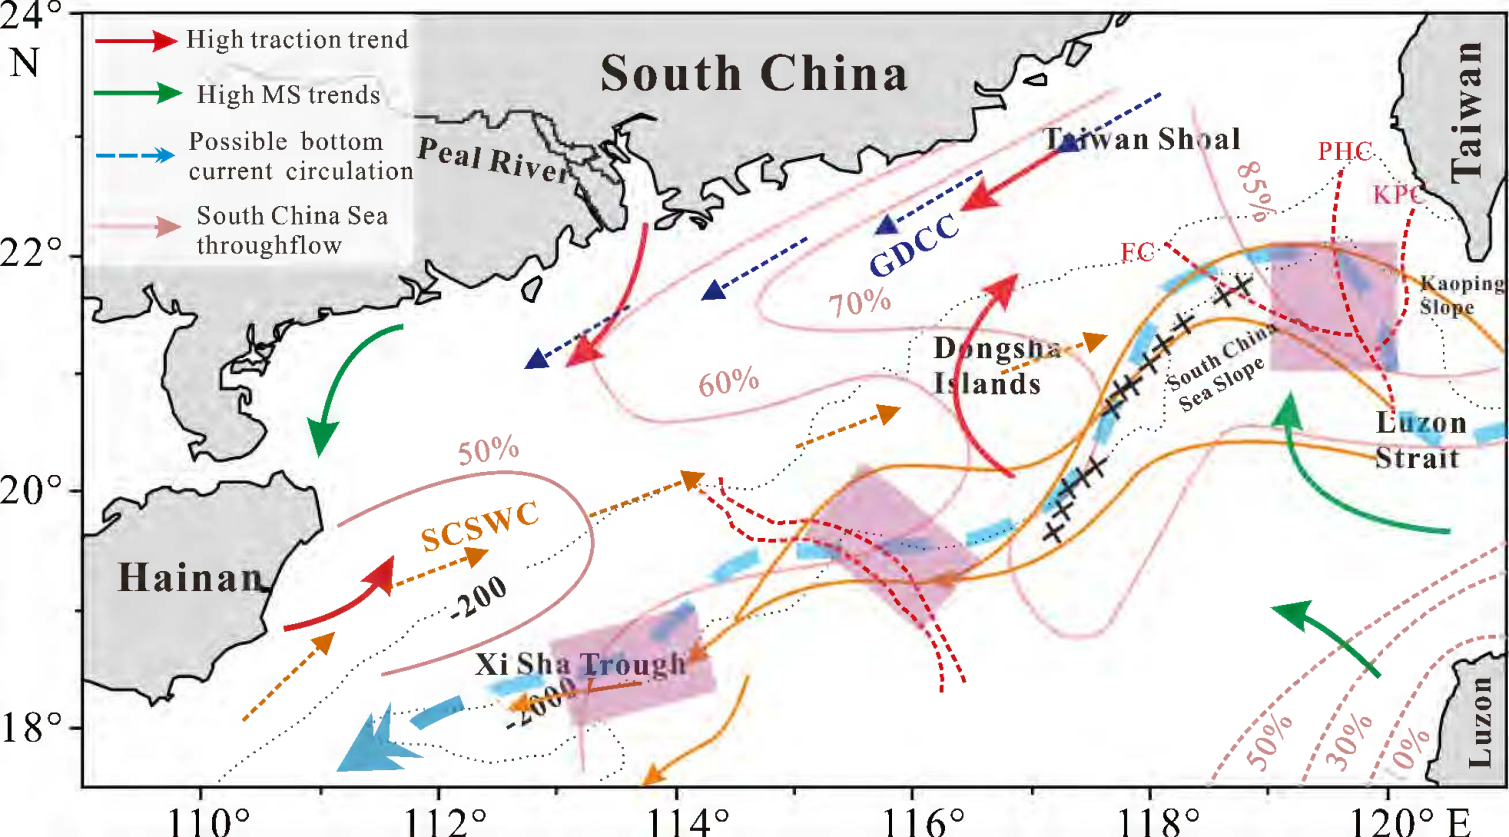 24°
N
22°
20°
18°
High traction trend
High MS trends
Possible bottom
current circulation
South China Sea
throughflow
South China
Peal River
Taiwan Shoal
Taiwan
PHC
KPC
85%
FC
GDCC
70%
Kaoping
Slope
Dongsha
Islands
South China
Sea Slope
60%
Luzon
Strait
50%
SCSWC
Hainan
-200
Xi Sha Trough
-2000
50%
30%
0%
Luzon
110°
112°
114°
116°
118°
120° E